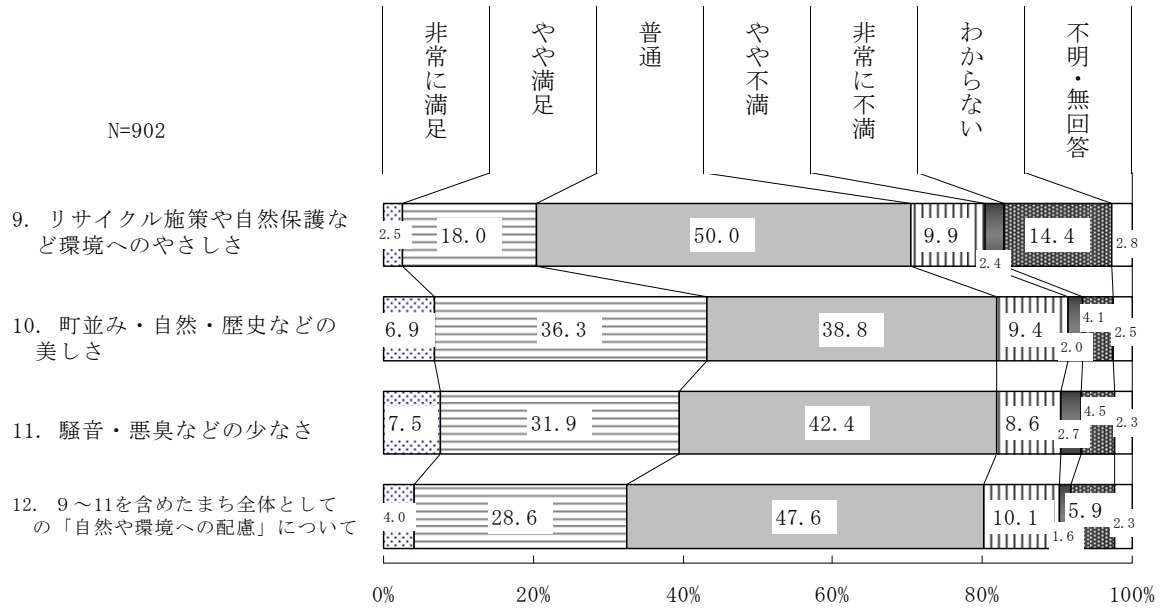 非常に満足
やや満足
普通
やや不満
非常に不満
わからない
不明・無回答
N=902
9. リサイクル施策や自然保護な
ど環境へのやさしさ
2.5 18.0 50.0 9.9 2.4 14.4 2.8
10. 町並み・自然・歴史などの
美しさ
6.9 36.3 38.8 9.4 2.0 4.1 2.5
11. 騒音・悪臭などの少なさ
7.5 31.9 42.4 8.6 2.7 4.5 2.3
12. 9～11を含めたまち全体として
の「自然や環境への配慮」について
4.0 28.6 47.6 10.1 1.6 5.9 2.3
0% 20% 40% 60% 80% 100%